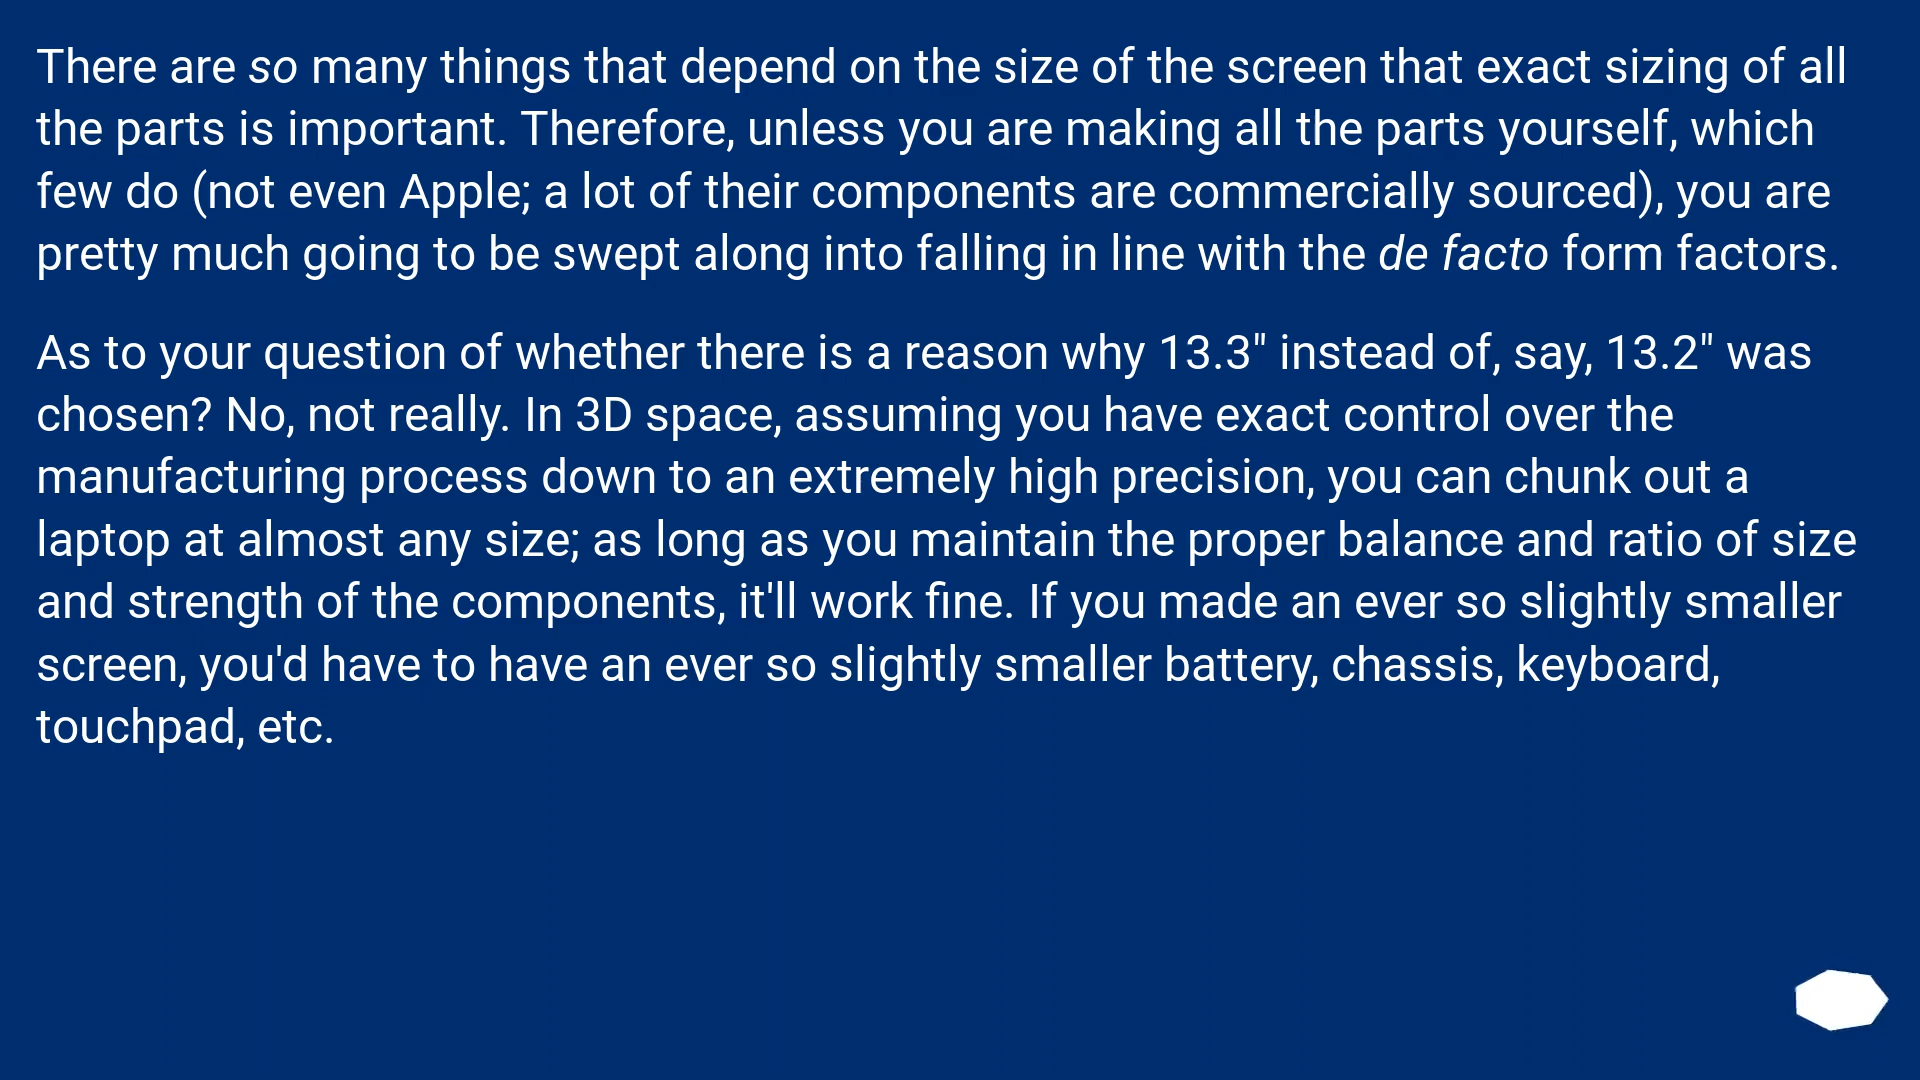 There are so many things that depend on the size of the screen that exact sizing of all
the parts is important. Therefore, unless you are making all the parts yourself, which
few do (not even Apple; a lot of their components are commercially sourced), you are
pretty much going to be swept along into falling in line with the de facto form factors.
As to your question of whether there is a reason why 13.3" instead of, say, 13.2" was
chosen? No, not really. In 3D space, assuming you have exact control over the
manufacturing process down to an extremely high precision, you can chunk out a
laptop at almost any size; as long as you maintain the proper balance and ratio of size
and strength of the components, it'll work fine. If you made an ever so slightly smaller
screen, you'd have to have an ever so slightly smaller battery, chassis, keyboard,
touchpad, etc.